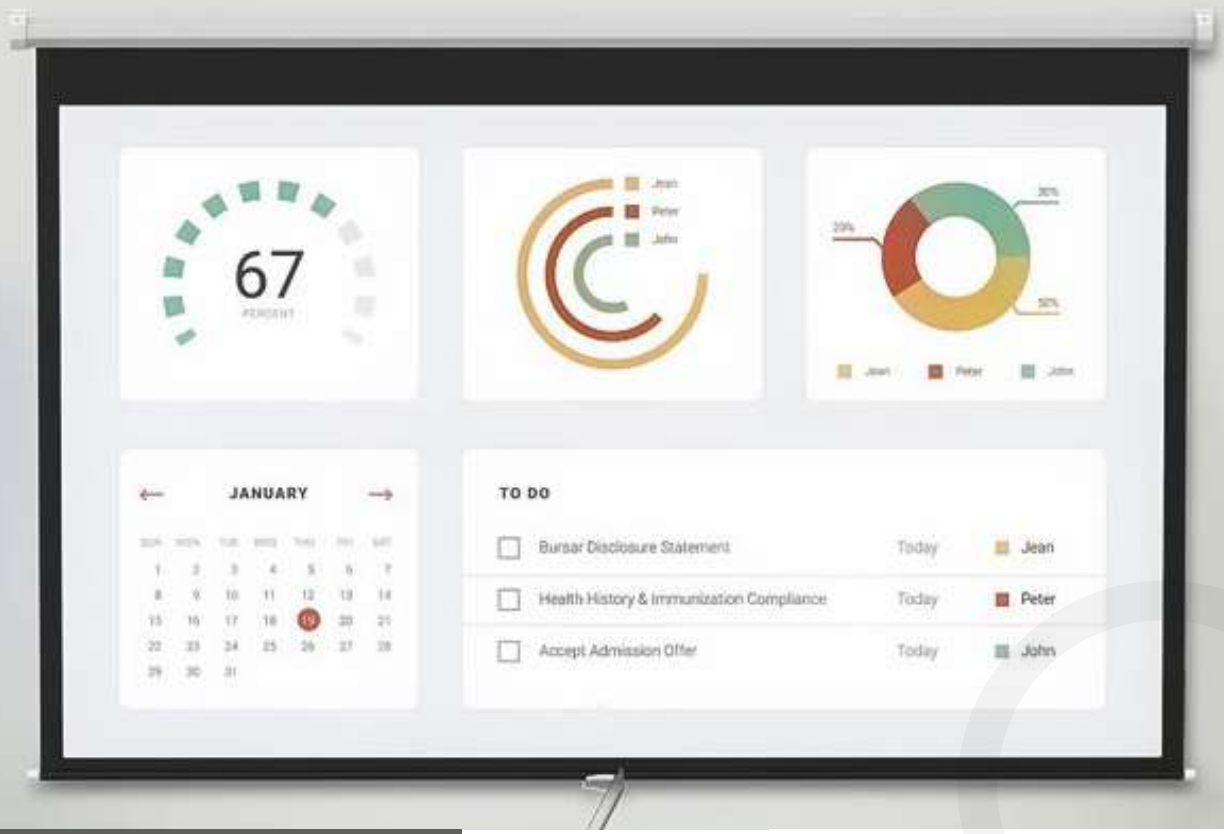 67
PERCENT
Jean
Peter
John
30%
20%
50%
Jean Peter John
JANUARY
SUN MON TUE WED THU FRI SAT
1 2 3 4 5 6 7
8 9 10 11 12 13 14
15 16 17 18 19 20 21
22 23 24 25 26 27 28
29 30 31
TO DO
Bursar Disclosure Statement Today Jean
Health History & Immunization Compliance Today Peter
Accept Admission Offer Today John